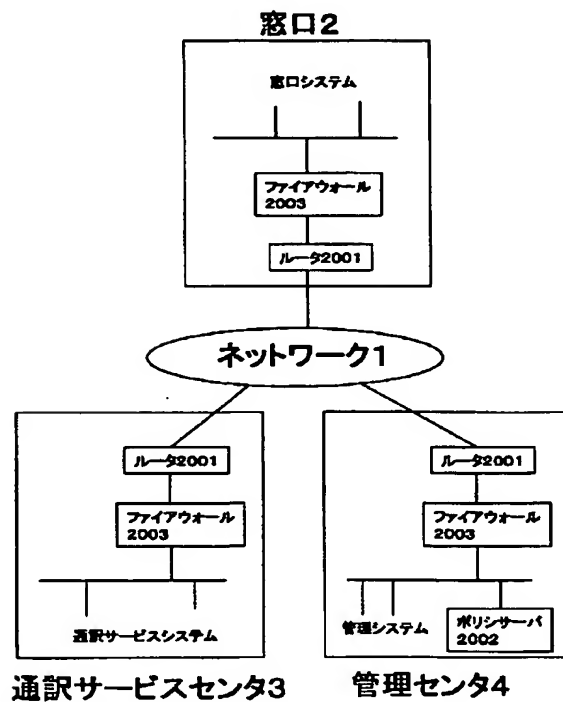 窓口2
窓口システム
ファイアウォール
2003
ルータ2001
ネットワーク1
ルータ2001
ファイアウォール
2003
通訳サービスシステム
通訳サービスセンタ3
ルータ2001
ファイアウォール
2003
管理システム
ポリシサーバ
2002
管理センタ4